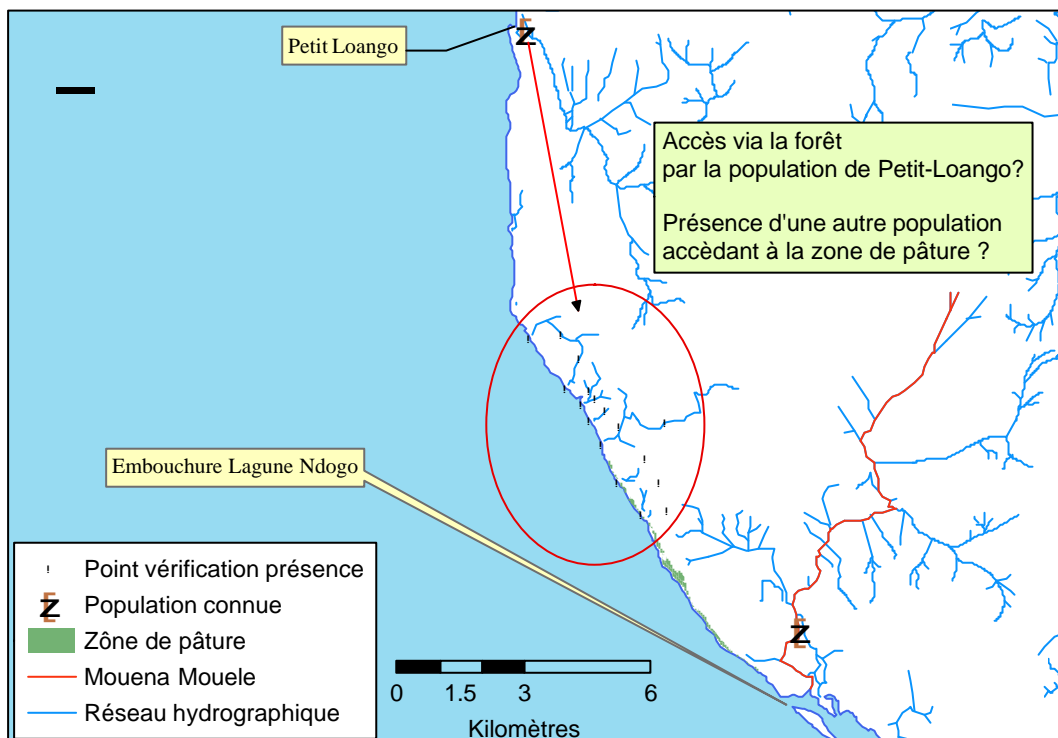 Petit Loango
Accès via la forêt
par la population de Petit-Loango?
Présence d'une autre population
accèdant à la zone de pâture ?
Embouchure Lagune Ndogo
Point vérification présence
Population connue
Zône de pâture
Mouena Mouele
Réseau hydrographique
0 1.5 3 6
Kilomètres